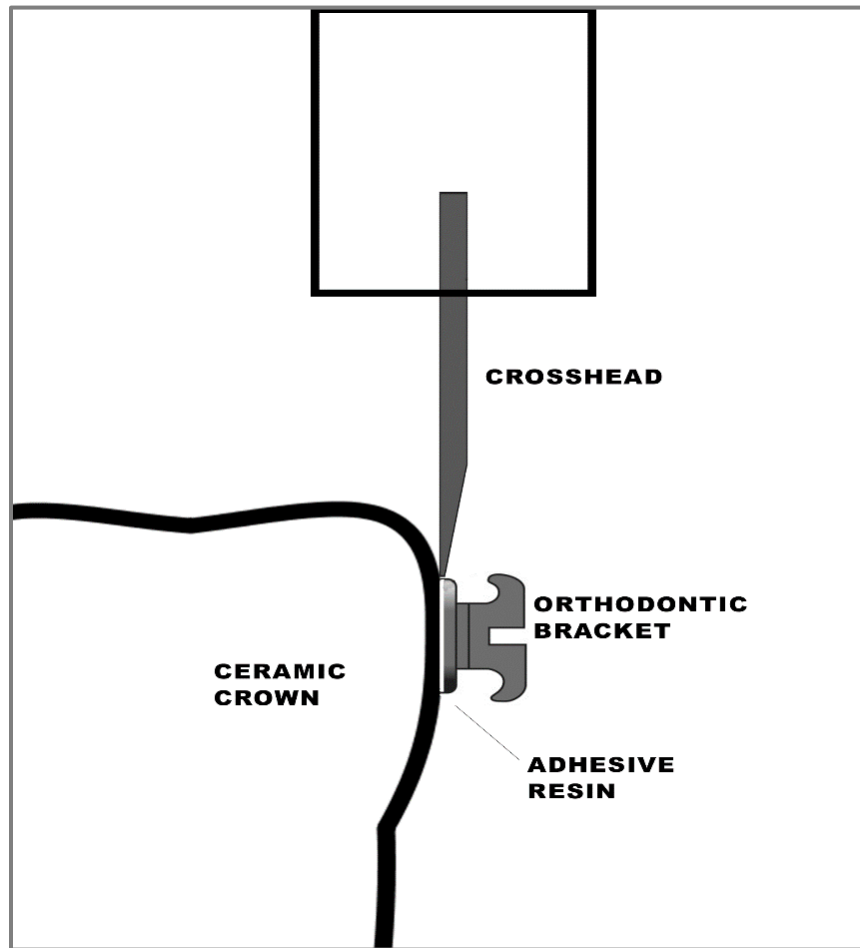 CROSSHEAD
ORTHODONTIC
BRACKET
CERAMIC
CROWN
ADHESIVE
RESIN